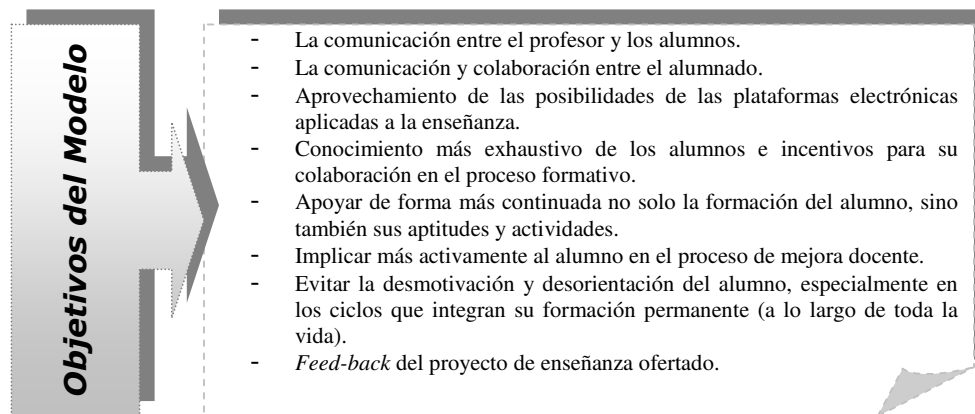 Objetivos del Modelo
- La comunicación entre el profesor y los alumnos.
- La comunicación y colaboración entre el alumnado.
- Aprovechamiento de las posibilidades de las plataformas electrónicas
aplicadas a la enseñanza.
- Conocimiento más exhaustivo de los alumnos e incentivos para su
colaboración en el proceso formativo.
- Apoyar de forma más continuada no solo la formación del alumno, sino
también sus aptitudes y actividades.
- Implicar más activamente al alumno en el proceso de mejora docente.
- Evitar la desmotivación y desorientación del alumno, especialmente en
los ciclos que integran su formación permanente (a lo largo de toda la
vida).
- Feed-back del proyecto de enseñanza ofertado.